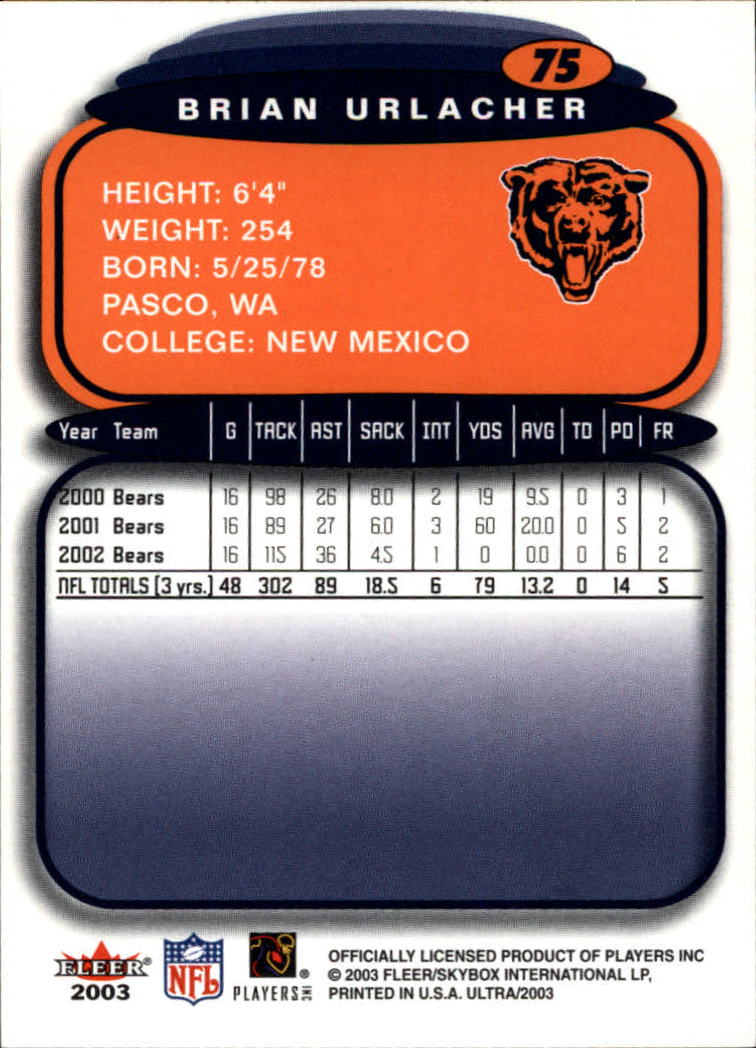 75
BRIAN URLACHER
HEIGHT: 6'4"
WEIGHT: 254
BORN: 5/25/78
PASCO, WA
COLLEGE: NEW MEXICO
Year Team G TACK AST SACK INT YDS AVG TD PD FR
2000 Bears 16 98 26 8.0 2 19 9.5 0 3 1
2001 Bears 16 89 27 6.0 3 60 20.0 0 5 2
2002 Bears 16 115 36 4.5 1 0 0.0 0 6 2
NFL TOTALS (3 yrs.) 48 302 89 18.5 6 79 13.2 0 14 5
FLEER®
2003
NFL
PLAYERS INC ®
OFFICIALLY LICENSED PRODUCT OF PLAYERS INC
© 2003 FLEER/SKYBOX INTERNATIONAL LP,
PRINTED IN U.S.A. ULTRA/2003